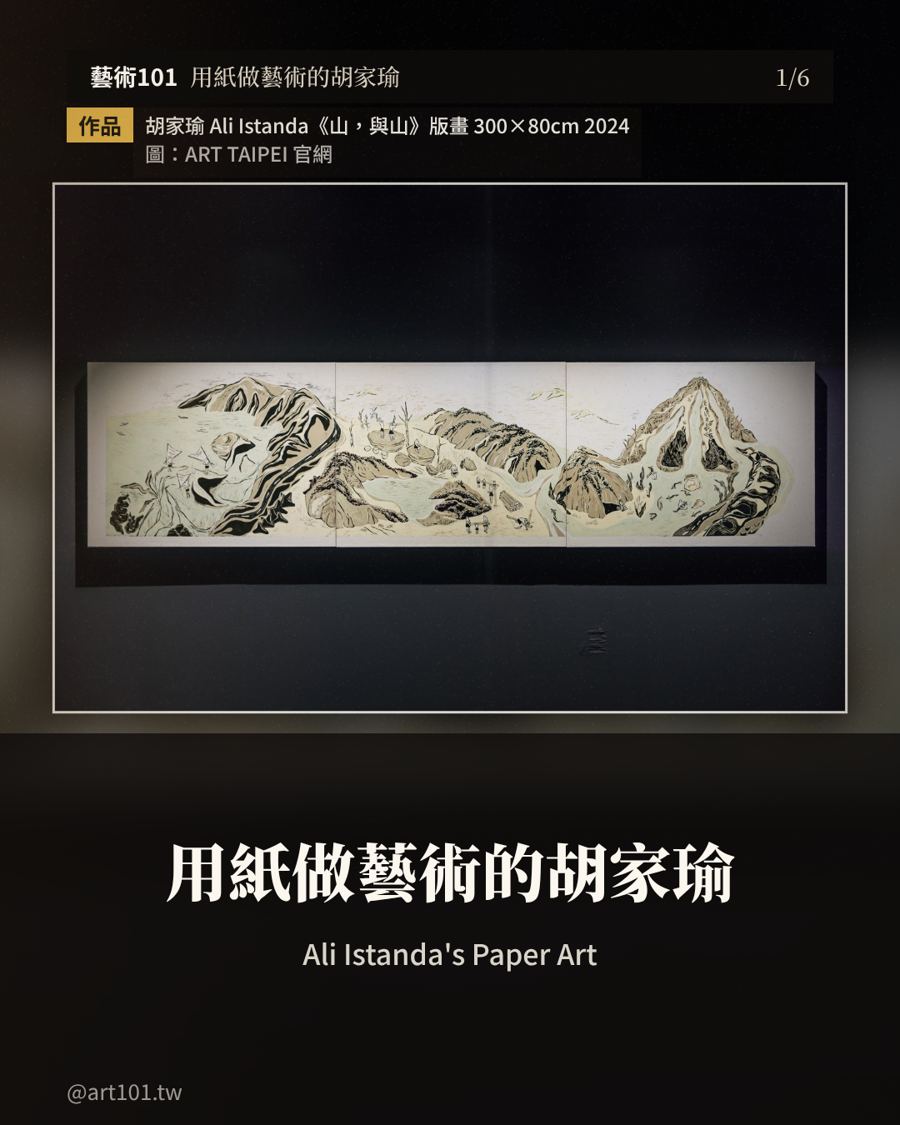 藝術101 用紙做藝術的胡家瑜 1/6
作品 胡家瑜 Ali Istanda《山，與山》版畫 300×80cm 2024
圖：ART TAIPEI 官網
用紙做藝術的胡家瑜
Ali Istanda's Paper Art
@art101.tw